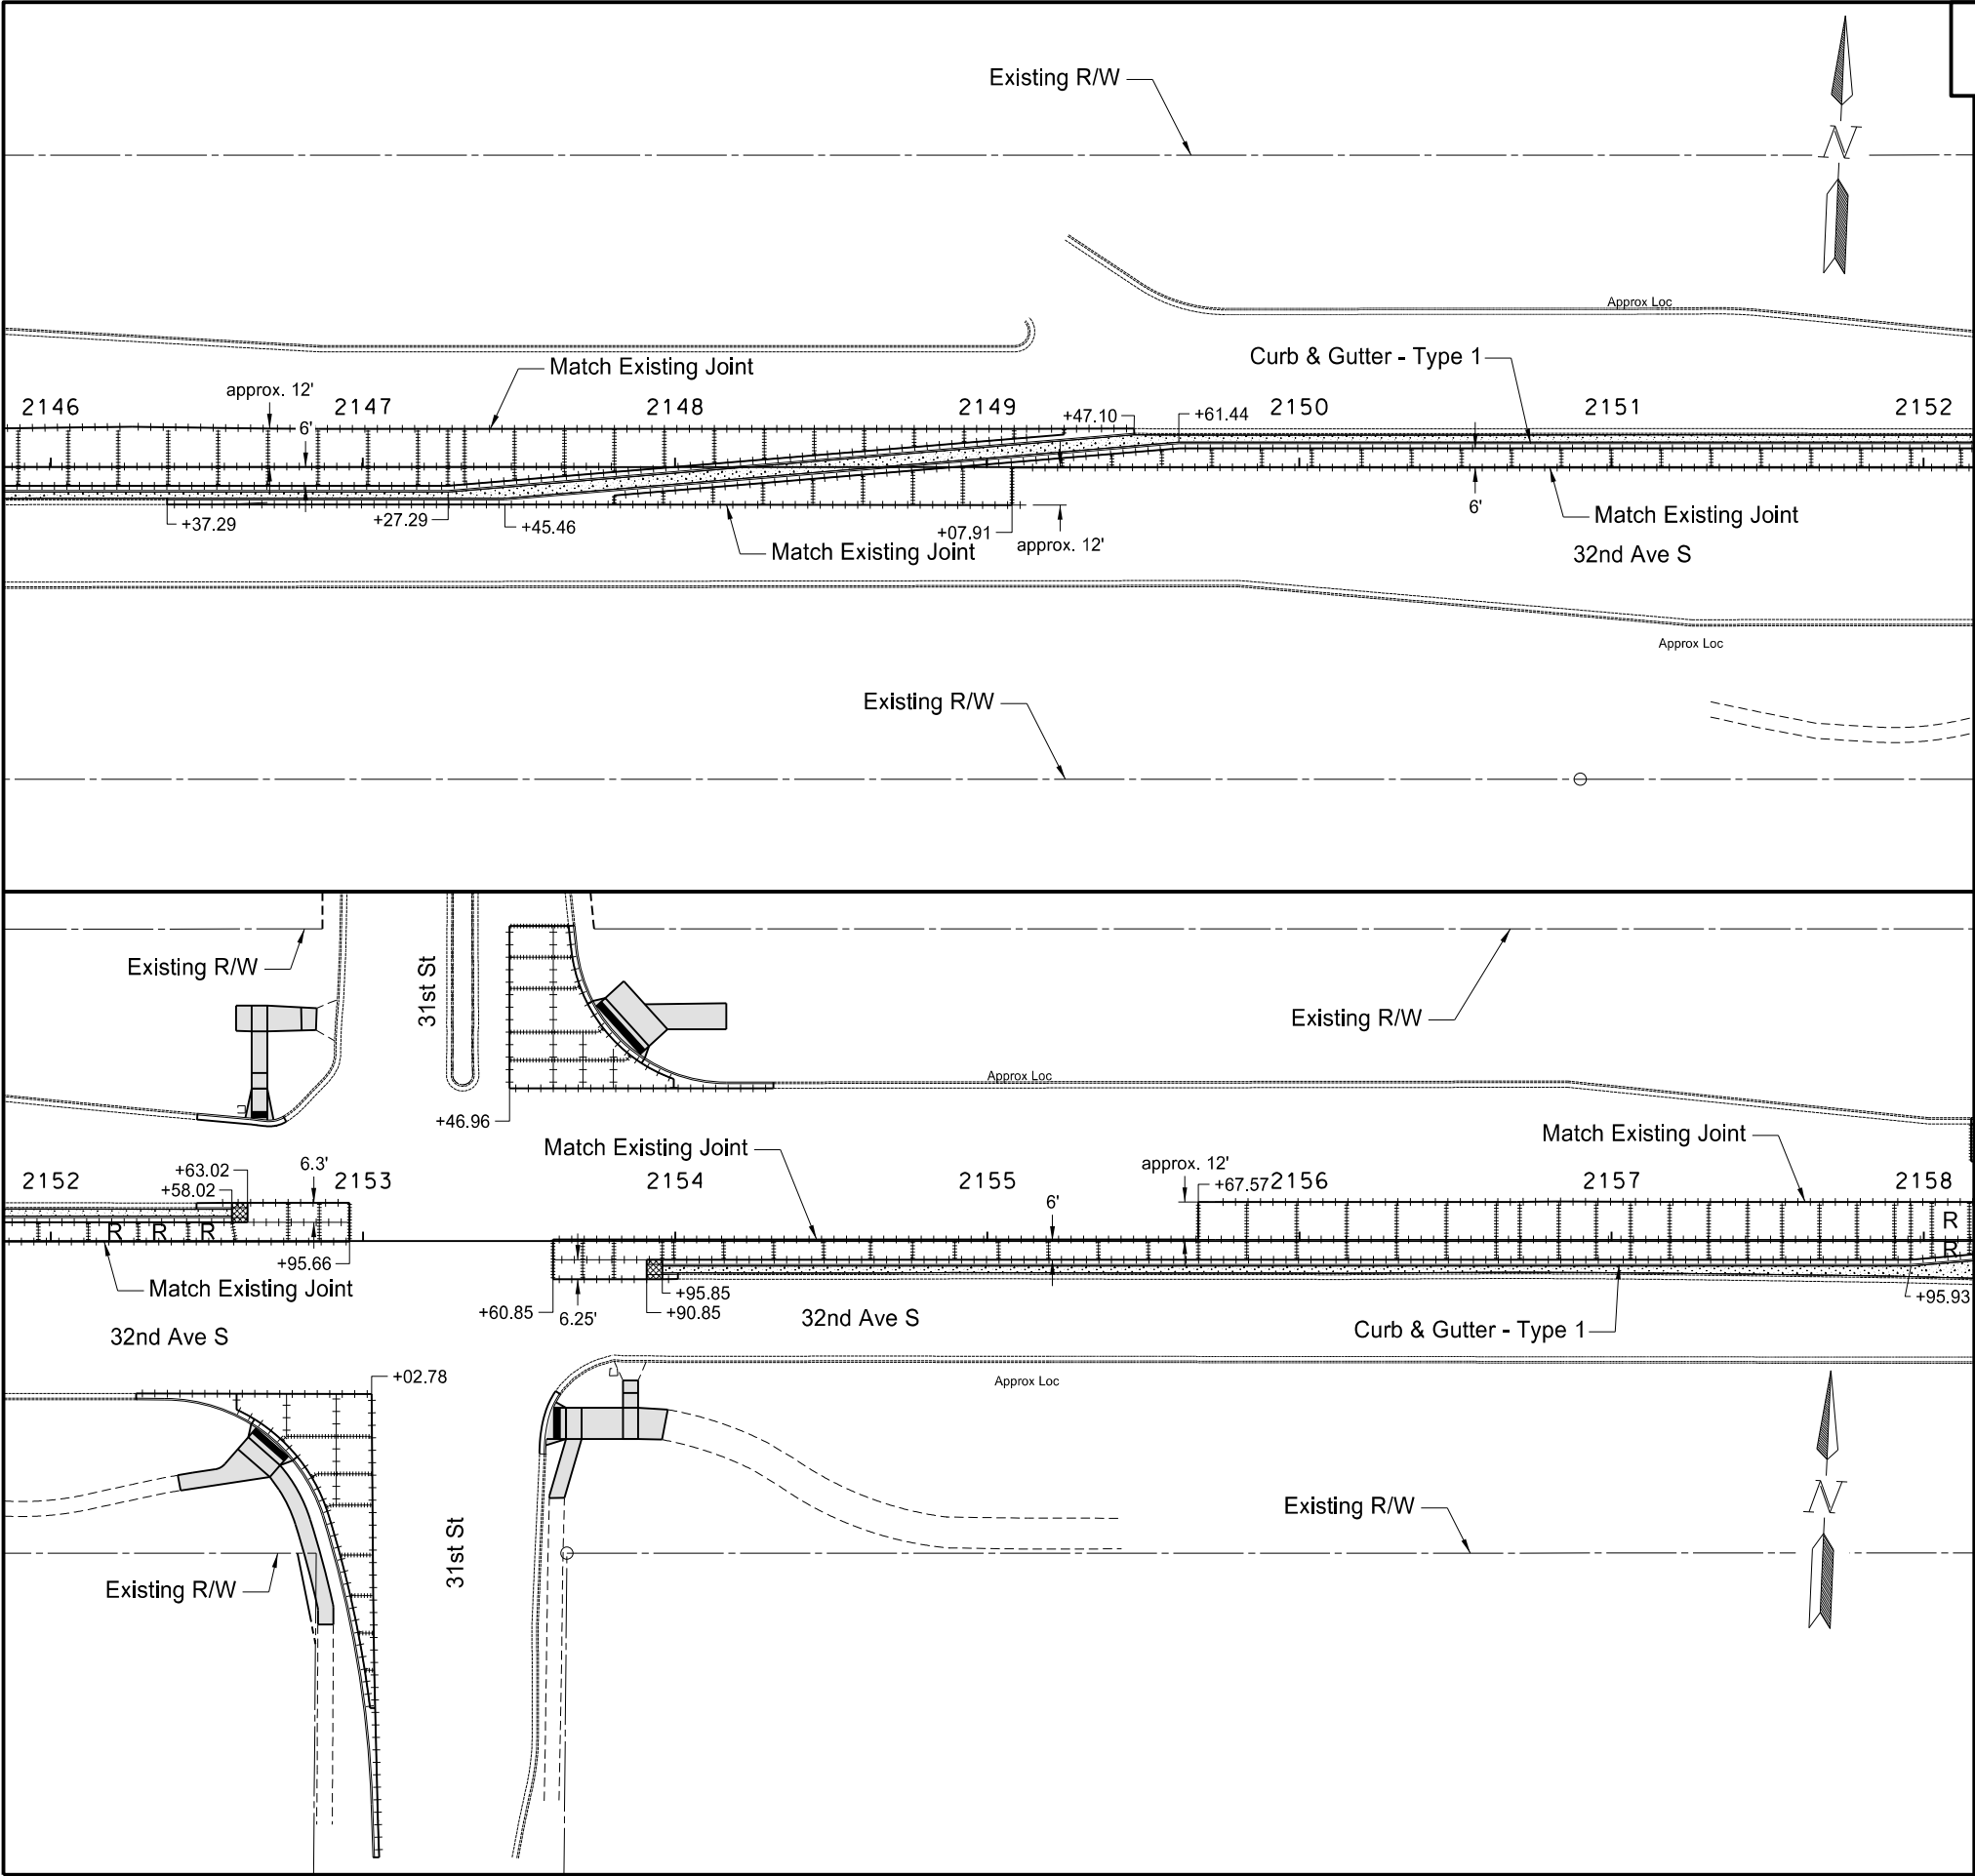 Existing R/W
N
Approx Loc
Match Existing Joint
Curb & Gutter - Type 1
approx. 12'
2146
2147
2148
2149
2150
2151
2152
6'
+47.10
+61.44
+37.29
+27.29
+45.46
+07.91
6'
Match Existing Joint
approx. 12'
Match Existing Joint
32nd Ave S
Approx Loc
Existing R/W
Existing R/W
31st St
Existing R/W
Approx Loc
+46.96
Match Existing Joint
Match Existing Joint
2152
+63.02
+58.02
6.3'
2153
2154
2155
approx. 12'
+67.57
2156
2157
2158
6'
R
R
R
R
R
+95.66
Match Existing Joint
+60.85
6.25'
+95.85
+90.85
32nd Ave S
+95.93
Curb & Gutter - Type 1
32nd Ave S
+02.78
Approx Loc
N
Existing R/W
31st St
Existing R/W